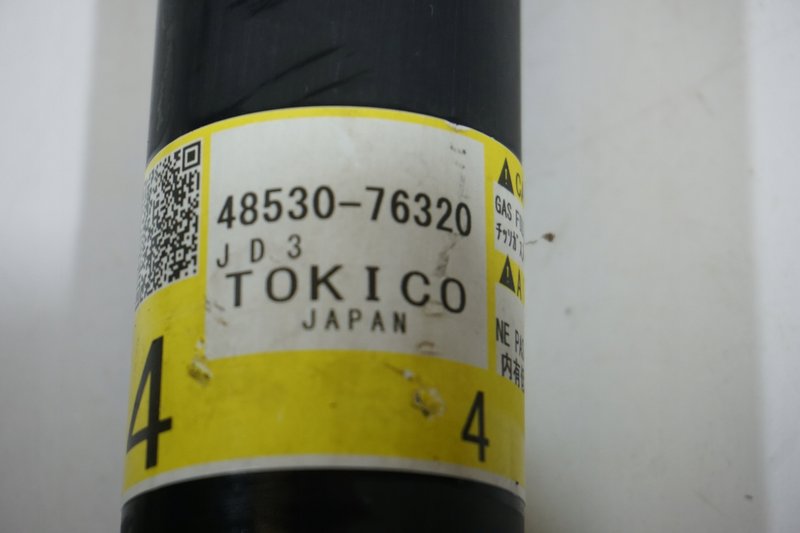 48530-76320
JD3
TOKICO
JAPAN
4
4
GAS
NE